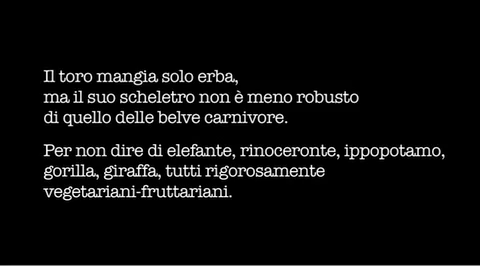 Il toro mangia solo erba,
ma il suo scheletro non è meno robusto
di quello delle belve carnivore.
Per non dire di elefante, rinoceronte, ippopotamo,
gorilla, giraffa, tutti rigorosamente
vegetariani-fruttariani.